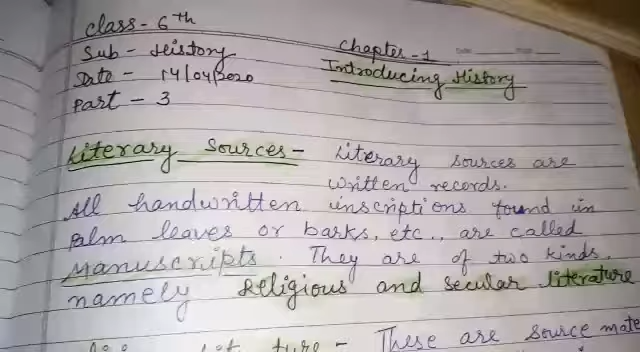 Class - 6th
Sub - History
Chapter - 1
Date - 14/04/2020
Introducing History
Part - 3
Literary Sources - Literary sources are
written records.
All handwritten inscriptions found in
Palm leaves or barks, etc., are called
Manuscripts. They are of two kinds.
namely Religious and secular literature
ture - These are source mate